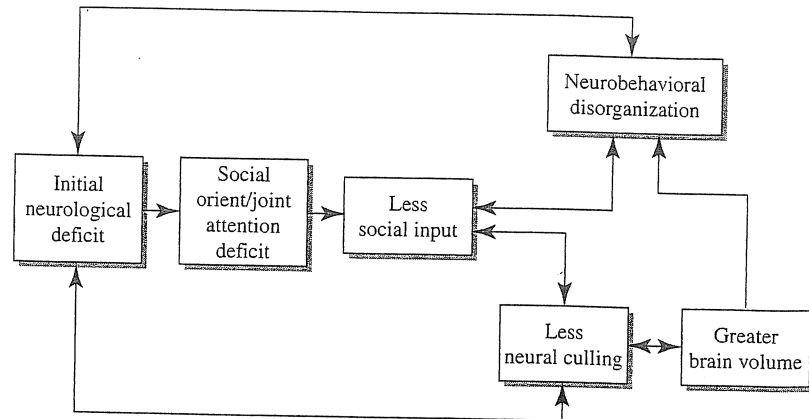 Neurobehavioral
disorganization
Initial
neurological
deficit
Social
orient/joint
attention
deficit
Less
social input
Less
neural culling
Greater
brain volume